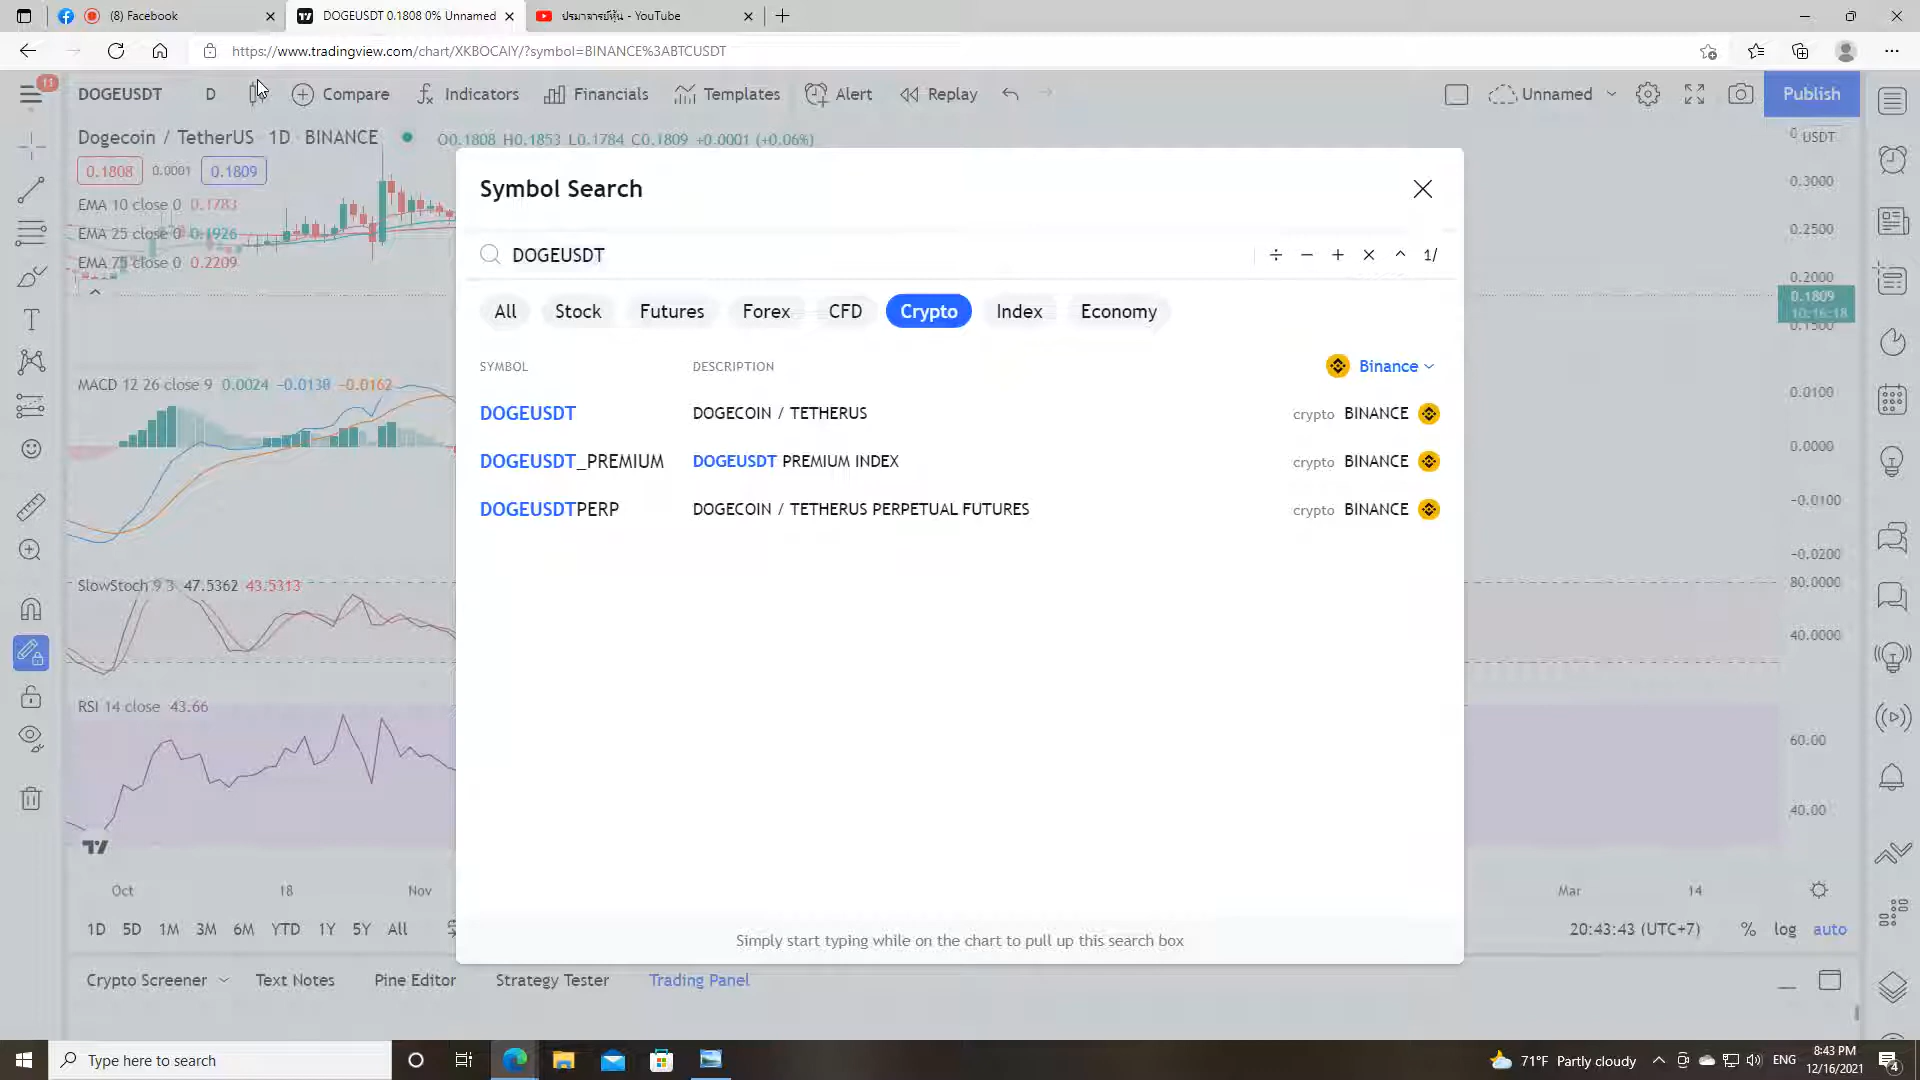 (8) Facebook
DOGEUSDT 0.1808 0% Unnamed
ปรมาจารย์หุ้น - YouTube
https://www.tradingview.com/chart/XKBOCAIY/?symbol=BINANCE%3ABTCUSDT
11
DOGEUSDT D Compare Indicators Financials Templates Alert Replay Unnamed Publish
Dogecoin / TetherUS · 1D · BINANCE O0.1808 H0.1853 L0.1784 C0.1809 +0.0001 (+0.06%)
USDT
0.1808 0.0001 0.1809
EMA 10 close 0 0.1783
EMA 25 close 0 0.1926
EMA 75 close 0 0.2209
MACD 12 26 close 9 0.0024 −0.0138 −0.0162
SlowStoch 9 3 47.5362 43.5313
RSI 14 close 43.66
Symbol Search
DOGEUSDT
÷ − + × ^ 1/
All Stock Futures Forex CFD Crypto Index Economy
SYMBOL DESCRIPTION Binance
DOGEUSDT DOGECOIN / TETHERUS crypto BINANCE
DOGEUSDT_PREMIUM DOGEUSDT PREMIUM INDEX crypto BINANCE
DOGEUSDTPERP DOGECOIN / TETHERUS PERPETUAL FUTURES crypto BINANCE
Simply start typing while on the chart to pull up this search box
0.3000
0.2500
0.2000
0.1809
10:16:18
0.1500
0.0100
0.0000
-0.0100
-0.0200
80.0000
40.0000
60.00
40.00
Oct 18 Nov Mar 14
1D 5D 1M 3M 6M YTD 1Y 5Y All 20:43:43 (UTC+7) % log auto
Crypto Screener Text Notes Pine Editor Strategy Tester Trading Panel
Type here to search
71°F Partly cloudy
ENG
8:43 PM
12/16/2021
4